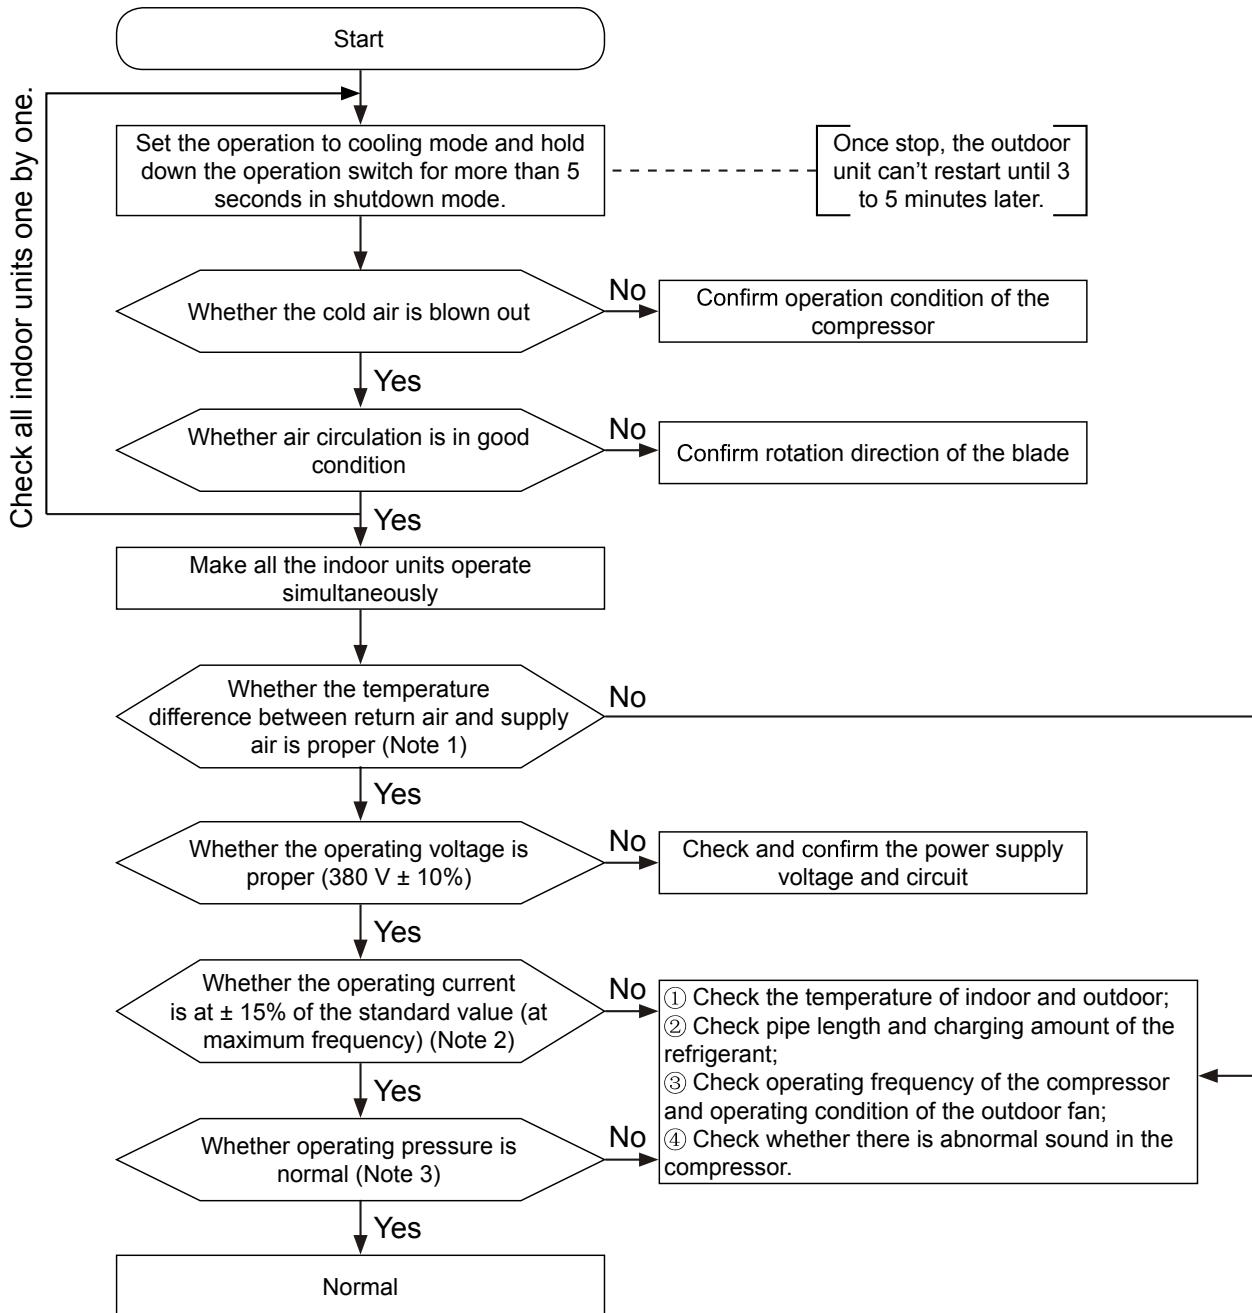 Start
Check all indoor units one by one.
Set the operation to cooling mode and hold
down the operation switch for more than 5
seconds in shutdown mode.
Once stop, the outdoor
unit can’t restart until 3
to 5 minutes later.
Whether the cold air is blown out
No
Confirm operation condition of the
compressor
Yes
Whether air circulation is in good
condition
No
Confirm rotation direction of the blade
Yes
Make all the indoor units operate
simultaneously
Whether the temperature
difference between return air and supply
air is proper (Note 1)
No
Yes
Whether the operating voltage is
proper (380 V ± 10%)
No
Check and confirm the power supply
voltage and circuit
Yes
Whether the operating current
is at ± 15% of the standard value (at
maximum frequency) (Note 2)
No
① Check the temperature of indoor and outdoor;
② Check pipe length and charging amount of the
refrigerant;
③ Check operating frequency of the compressor
and operating condition of the outdoor fan;
④ Check whether there is abnormal sound in the
compressor.
Yes
Whether operating pressure is
normal (Note 3)
No
Yes
Normal